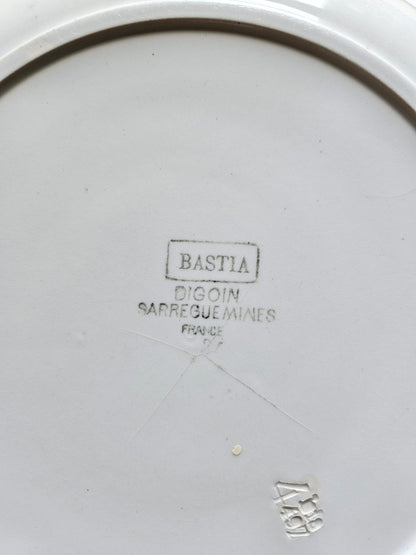 BASTIA
DIGOIN
SARREGUEMINES
FRANCE